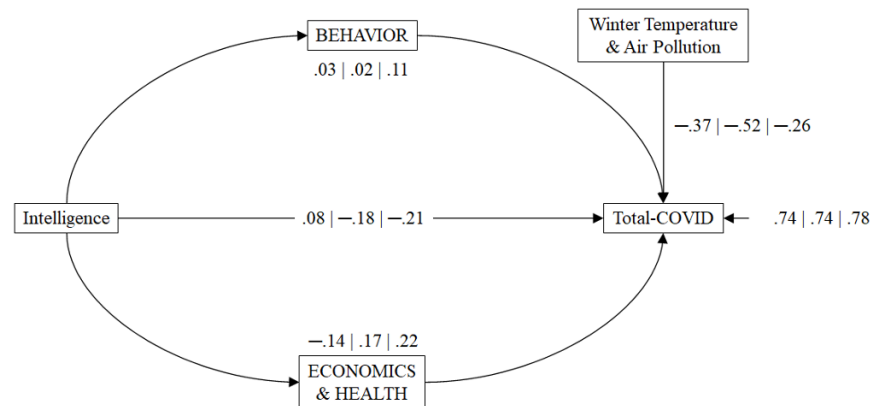 BEHAVIOR
.03 | .02 | .11
Winter Temperature
& Air Pollution
−.37 | −.52 | −.26
Intelligence
.08 | −.18 | −.21
Total-COVID
.74 | .74 | .78
−.14 | .17 | .22
ECONOMICS
& HEALTH